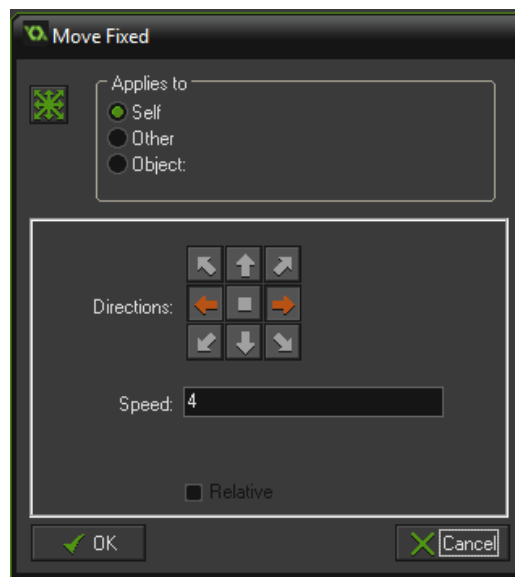 Move Fixed
Applies to
Self
Other
Object:
Directions:
Speed: 4
Relative
OK
Cancel